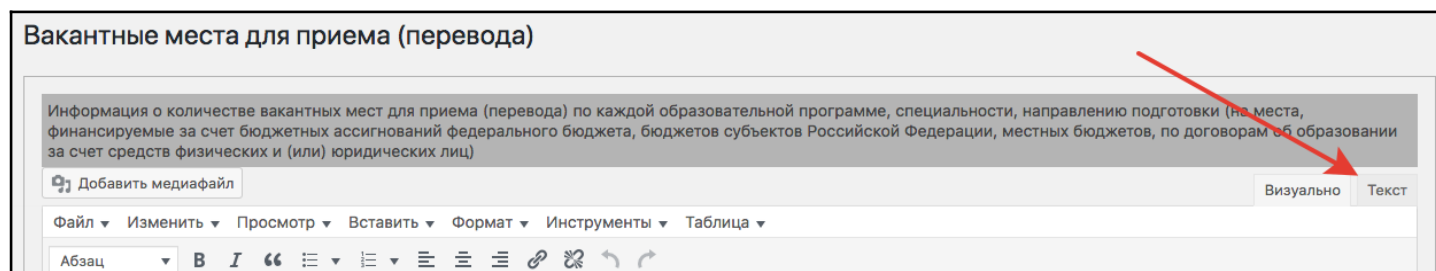 Вакантные места для приема (перевода)
Информация о количестве вакантных мест для приема (перевода) по каждой образовательной программе, специальности, направлению подготовки (на места,
финансируемые за счет бюджетных ассигнований федерального бюджета, бюджетов субъектов Российской Федерации, местных бюджетов, по договорам об образовании
за счет средств физических и (или) юридических лиц)
Добавить медиафайл
Визуально Текст
Файл Изменить Просмотр Вставить Формат Инструменты Таблица
Абзац B I